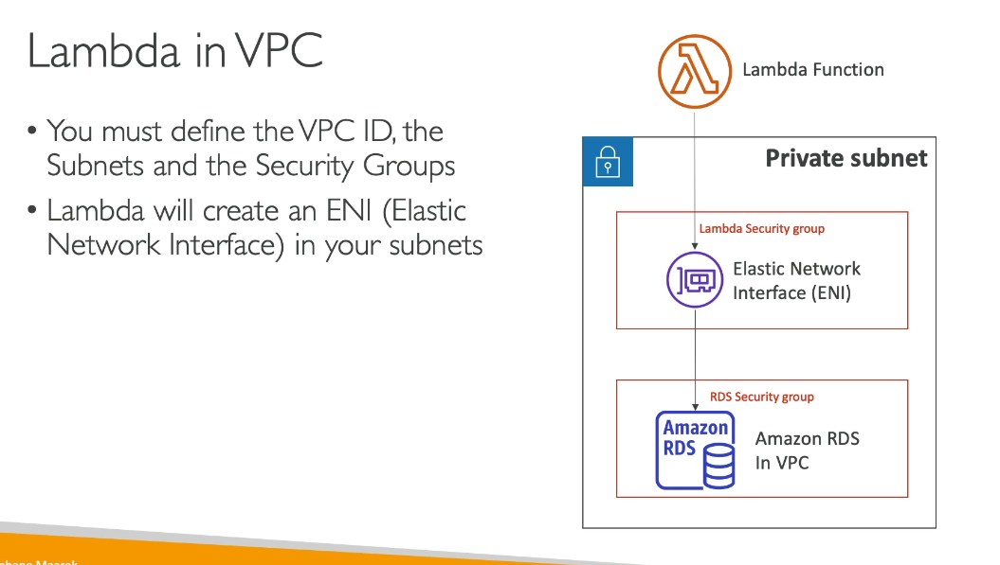 Lambda in VPC
• You must define the VPC ID, the
Subnets and the Security Groups
• Lambda will create an ENI (Elastic
Network Interface) in your subnets
Lambda Function
Private subnet
Lambda Security group
Elastic Network
Interface (ENI)
RDS Security group
Amazon
RDS
Amazon RDS
In VPC